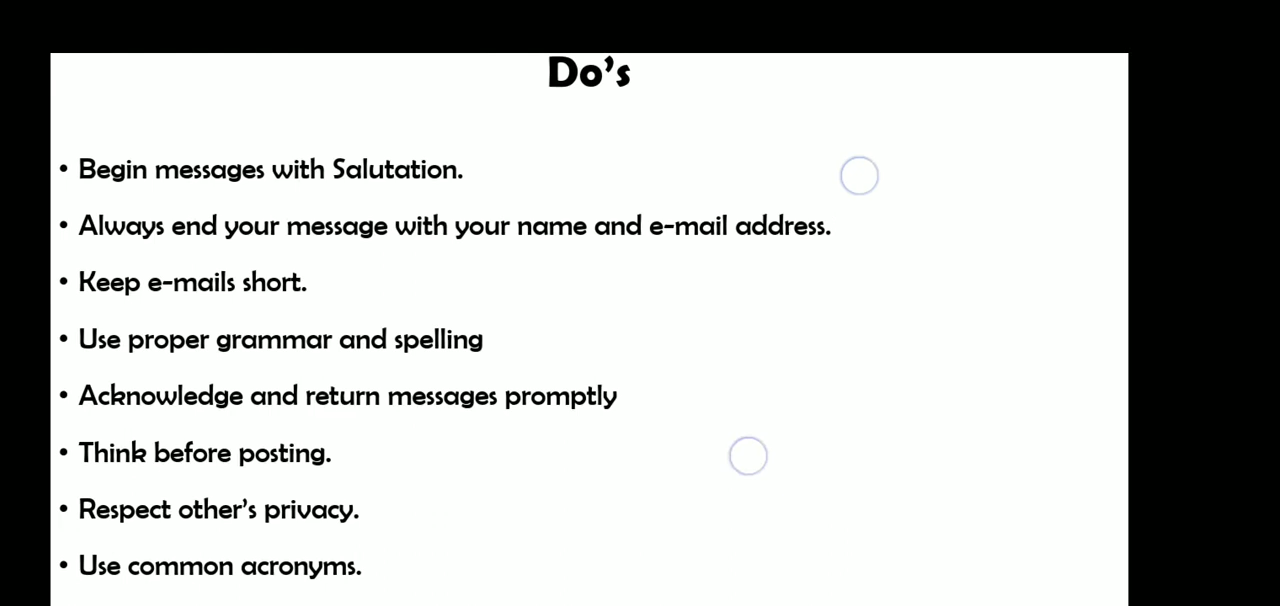 Do's
• Begin messages with Salutation.
• Always end your message with your name and e-mail address.
• Keep e-mails short.
• Use proper grammar and spelling
• Acknowledge and return messages promptly
• Think before posting.
• Respect other's privacy.
• Use common acronyms.